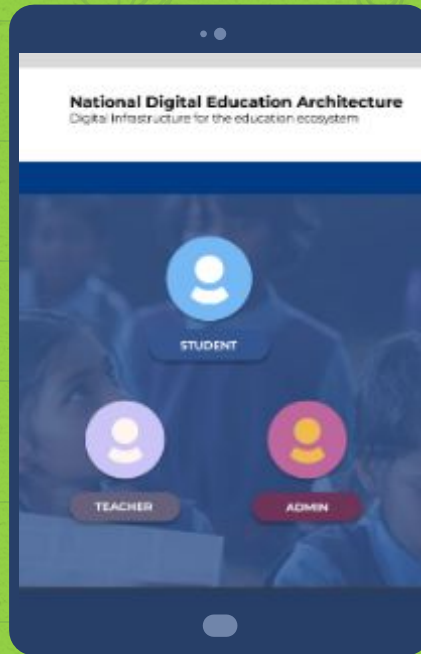 National Digital Education Architecture
Digital Infrastructure for the education ecosystem
STUDENT
TEACHER
ADMIN